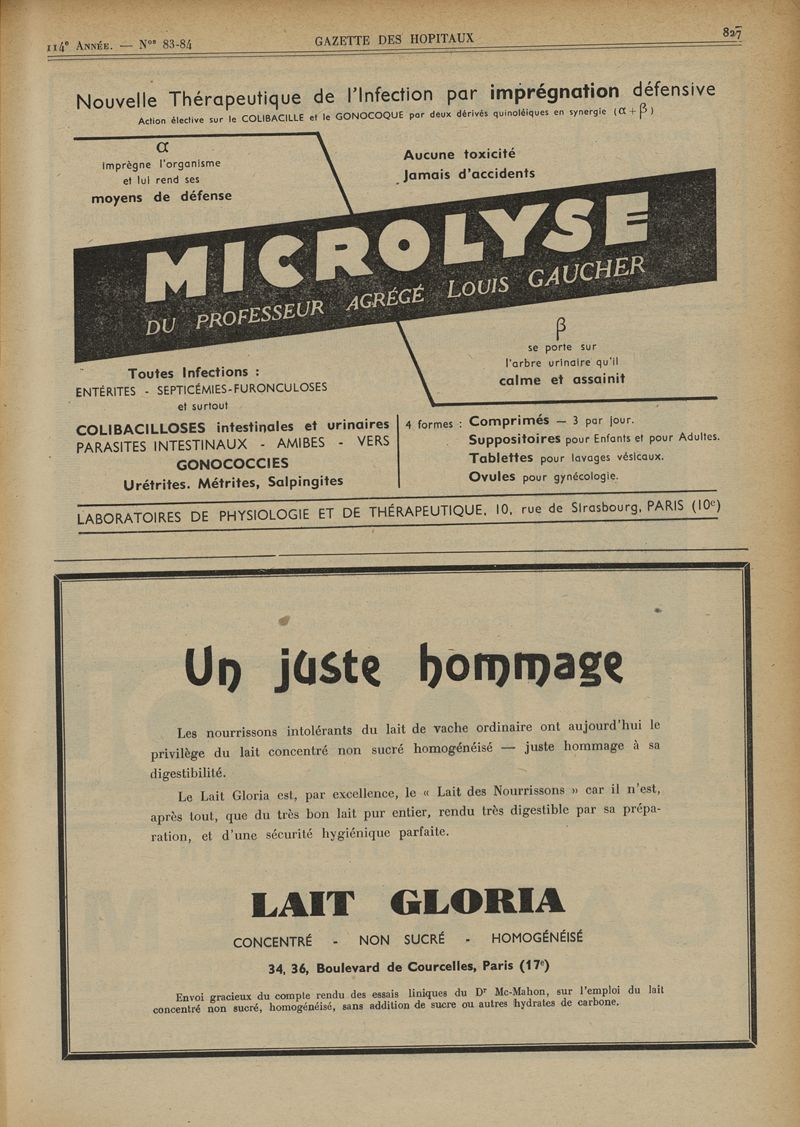 114e ANNÉE. — Nos 83-84
GAZETTE DES HOPITAUX
827
Nouvelle Thérapeutique de l'Infection par imprégnation défensive
Action élective sur le COLIBACILLE et le GONOCOQUE par deux dérivés quinoléiques en synergie (α + β)
α
imprègne l'organisme
et lui rend ses
moyens de défense
Aucune toxicité
Jamais d'accidents
MICROLYSE
DU PROFESSEUR AGRÉGÉ LOUIS GAUCHER
β
se porte sur
l'arbre urinaire qu'il
calme et assainit
Toutes Infections :
ENTÉRITES - SEPTICÉMIES-FURONCULOSES
et surtout
COLIBACILLOSES intestinales et urinaires
PARASITES INTESTINAUX - AMIBES - VERS
GONOCOCCIES
Urétrites. Métrites, Salpingites
4 formes : Comprimés — 3 par jour.
Suppositoires pour Enfants et pour Adultes.
Tablettes pour lavages vésicaux.
Ovules pour gynécologie.
LABORATOIRES DE PHYSIOLOGIE ET DE THÉRAPEUTIQUE, 10, rue de Strasbourg, PARIS (10e)
Un juste hommage
Les nourrissons intolérants du lait de vache ordinaire ont aujourd'hui le
privilège du lait concentré non sucré homogénéisé — juste hommage à sa
digestibilité.
Le Lait Gloria est, par excellence, le « Lait des Nourrissons » car il n'est,
après tout, que du très bon lait pur entier, rendu très digestible par sa prépa-
ration, et d'une sécurité hygiénique parfaite.
LAIT GLORIA
CONCENTRÉ - NON SUCRÉ - HOMOGÉNÉISÉ
34, 36, Boulevard de Courcelles, Paris (17e)
Envoi gracieux du compte rendu des essais liniques du Dr Mc-Mahon, sur l'emploi du lait
concentré non sucré, homogénéisé, sans addition de sucre ou autres hydrates de carbone.